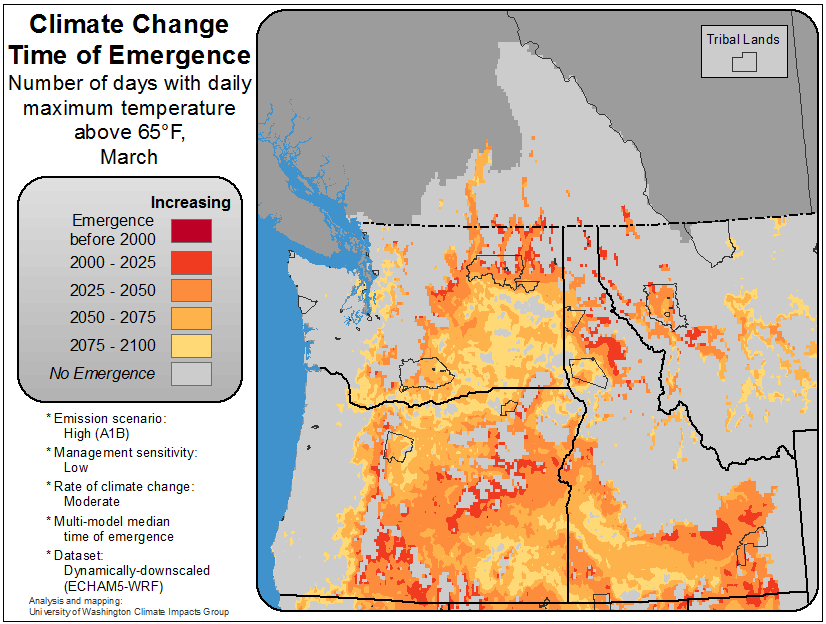 Climate Change
Time of Emergence
Number of days with daily
maximum temperature
above 65°F,
March
Increasing
Emergence
before 2000
2000 - 2025
2025 - 2050
2050 - 2075
2075 - 2100
No Emergence
* Emission scenario:
High (A1B)
* Management sensitivity:
Low
* Rate of climate change:
Moderate
* Multi-model median
time of emergence
* Dataset:
Dynamically-downscaled
(ECHAM5-WRF)
Analysis and mapping:
University of Washington Climate Impacts Group
Tribal Lands